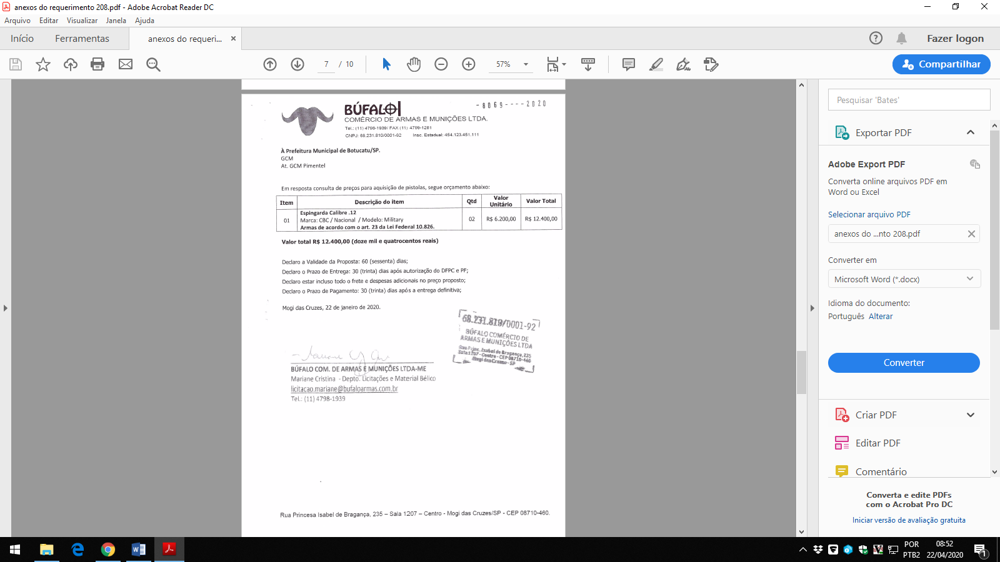 anexos do requerimento 208.pdf - Adobe Acrobat Reader DC
Arquivo Editar Visualizar Janela Ajuda
Início Ferramentas anexos do requeri... Fazer logon
7 / 10 57% Compartilhar
BÚFALO
COMÉRCIO DE ARMAS E MUNIÇÕES LTDA.
Tel.: (11) 4798-1939/ FAX (11) 4799-1281
CNPJ: 68.231.810/0001-92 Insc. Estadual: 454.123.451.111
-8069----2020
À Prefeitura Municipal de Botucatu/SP.
GCM
At. GCM Pimentel
Em resposta consulta de preços para aquisição de pistolas, segue orçamento abaixo:
Item Descrição do item Qtd Valor Unitário Valor Total
01 Espingarda Calibre .12
Marca: CBC / Nacional / Modelo: Military
Armas de acordo com o art. 23 da Lei Federal 10.826.
02 R$ 6.200,00 R$ 12.400,00
Valor total R$ 12.400,00 (doze mil e quatrocentos reais)
Declaro a Validade da Proposta: 60 (sessenta) dias;
Declaro o Prazo de Entrega: 30 (trinta) dias após autorização do DFPC e PF;
Declaro estar incluso todo o frete e despesas adicionais no preço proposto;
Declaro o Prazo de Pagamento: 30 (trinta) dias após a entrega definitiva;
Mogi das Cruzes, 22 de janeiro de 2020.
68.231.810/0001-92
BÚFALO COMÉRCIO DE
ARMAS E MUNIÇÕES LTDA
Rua Princ. Isabel de Bragança, 235
Sala 1207 - Centro - CEP 08710-460
Mogi das Cruzes - SP
BÚFALO COM. DE ARMAS E MUNIÇÕES LTDA-ME
Mariane Cristina - Depto. Licitações e Material Bélico
licitacao.mariane@bufaloarmas.com.br
Tel.: (11) 4798-1939
Rua Princesa Isabel de Bragança, 235 – Sala 1207 – Centro - Mogi das Cruzes/SP - CEP 08710-460.
Pesquisar 'Bates'
Exportar PDF
Adobe Export PDF
Converta online arquivos PDF em
Word ou Excel
Selecionar arquivo PDF
anexos do ...nto 208.pdf
Converter em
Microsoft Word (*.docx)
Idioma do documento:
Português Alterar
Converter
Criar PDF
Editar PDF
Comentário
Converta e edite PDFs
com o Acrobat Pro DC
Iniciar versão de avaliação gratuita
POR
PTB2
08:52
22/04/2020
1